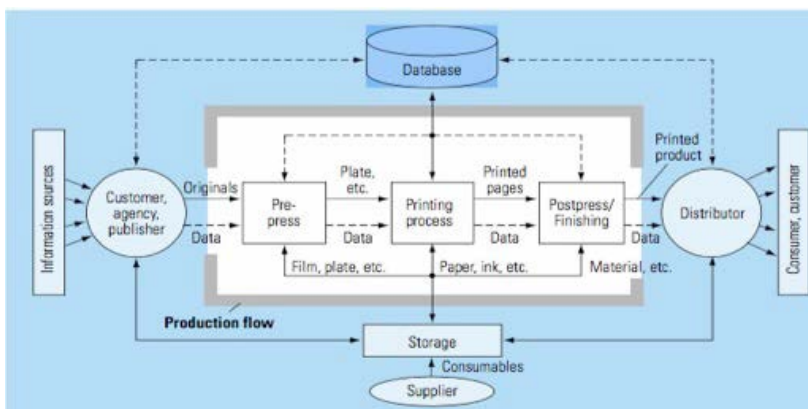 Database
Information sources
Customer,
agency,
publisher
Originals
Data
Pre-
press
Plate,
etc.
Data
Printing
process
Printed
pages
Data
Postpress/
Finishing
Printed
product
Data
Distributor
Consumer, customer
Film, plate, etc.
Paper, ink, etc.
Material, etc.
Production flow
Storage
Consumables
Supplier